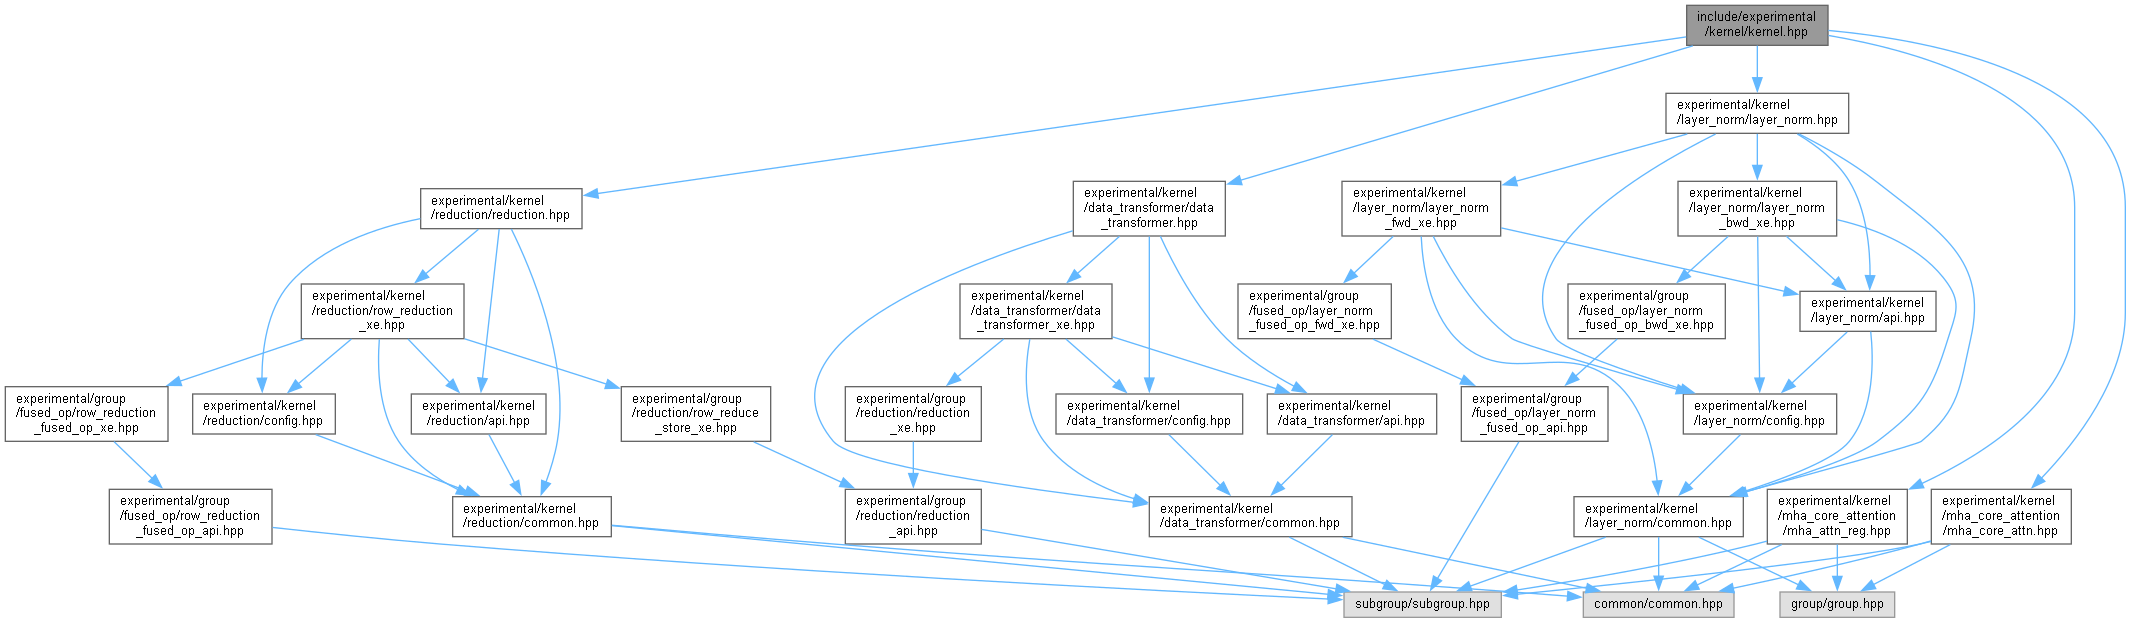 include/experimental
/kernel/kernel.hpp
experimental/kernel
/layer_norm/layer_norm.hpp
experimental/kernel
/reduction/reduction.hpp
experimental/kernel
/data_transformer/data
_transformer.hpp
experimental/kernel
/layer_norm/layer_norm
_fwd_xe.hpp
experimental/kernel
/layer_norm/layer_norm
_bwd_xe.hpp
experimental/kernel
/reduction/row_reduction
_xe.hpp
experimental/kernel
/data_transformer/data
_transformer_xe.hpp
experimental/group
/fused_op/layer_norm
_fused_op_fwd_xe.hpp
experimental/group
/fused_op/layer_norm
_fused_op_bwd_xe.hpp
experimental/kernel
/layer_norm/api.hpp
experimental/group
/fused_op/row_reduction
_fused_op_xe.hpp
experimental/kernel
/reduction/config.hpp
experimental/kernel
/reduction/api.hpp
experimental/group
/reduction/row_reduce
_store_xe.hpp
experimental/group
/reduction/reduction
_xe.hpp
experimental/kernel
/data_transformer/config.hpp
experimental/kernel
/data_transformer/api.hpp
experimental/group
/fused_op/layer_norm
_fused_op_api.hpp
experimental/kernel
/layer_norm/config.hpp
experimental/group
/fused_op/row_reduction
_fused_op_api.hpp
experimental/kernel
/reduction/common.hpp
experimental/group
/reduction/reduction
_api.hpp
experimental/kernel
/data_transformer/common.hpp
experimental/kernel
/layer_norm/common.hpp
experimental/kernel
/mha_core_attention
/mha_attn_reg.hpp
experimental/kernel
/mha_core_attention
/mha_core_attn.hpp
subgroup/subgroup.hpp
common/common.hpp
group/group.hpp